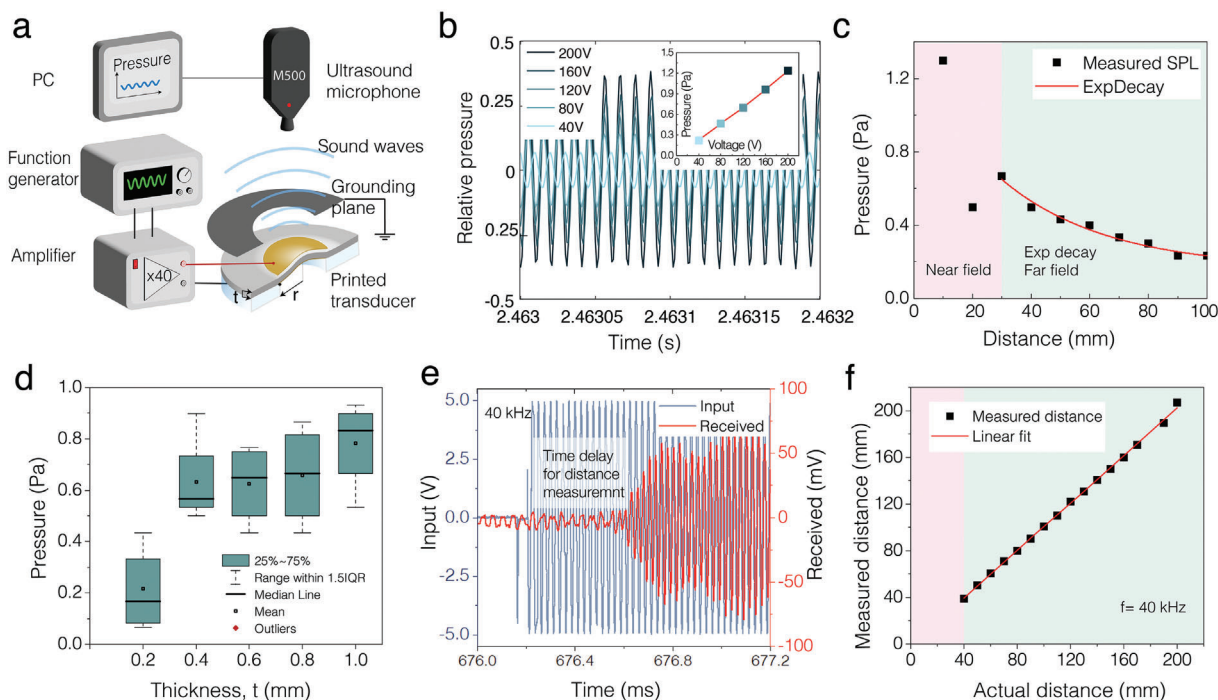 a
PC
Pressure
M500
Ultrasound
microphone
Function
generator
Sound waves
Grounding
plane
Amplifier
x40
t
r
Printed
transducer
b
Relative pressure
0.5
0.25
0
0.25
-0.5
200V
160V
120V
80V
40V
Pressure (Pa)
1.5
1.2
0.9
0.6
0.3
0
Voltage (V)
0 40 80 120 160 200
2.463 2.46305 2.4631 2.46315 2.4632
Time (s)
c
Pressure (Pa)
1.2
0.8
0.4
0.0
Measured SPL
ExpDecay
Near field
Exp decay
Far field
0 20 40 60 80 100
Distance (mm)
d
Pressure (Pa)
1.0
0.8
0.6
0.4
0.2
0.0
25%~75%
Range within 1.5IQR
Median Line
Mean
Outliers
0.2 0.4 0.6 0.8 1.0
Thickness, t (mm)
e
Input (V)
5.0
2.5
0.0
-2.5
-5.0
40 kHz
Input
Received
Time delay
for distance
measuremnt
100
50
0
-50
-100
Received (mV)
676.0 676.4 676.8 677.2
Time (ms)
f
Measured distance (mm)
200
160
120
80
40
0
Measured distance
Linear fit
f= 40 kHz
0 40 80 120 160 200
Actual distance (mm)